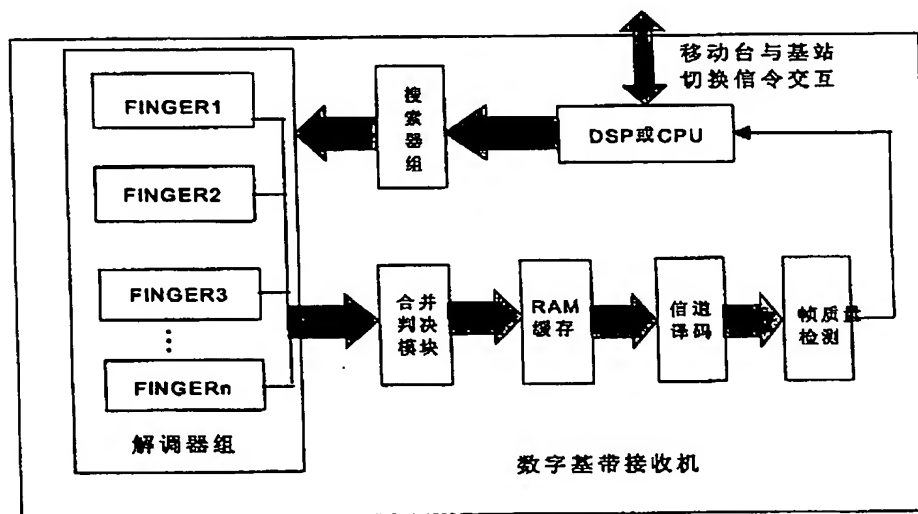 移动台与基站
切换信令交互
FINGER1
搜
索
器
组
DSP或CPU
FINGER2
FINGER3
合并
判决
模块
RAM
缓存
信道
译码
帧质量
检测
FINGERn
解调器组
数字基带接收机